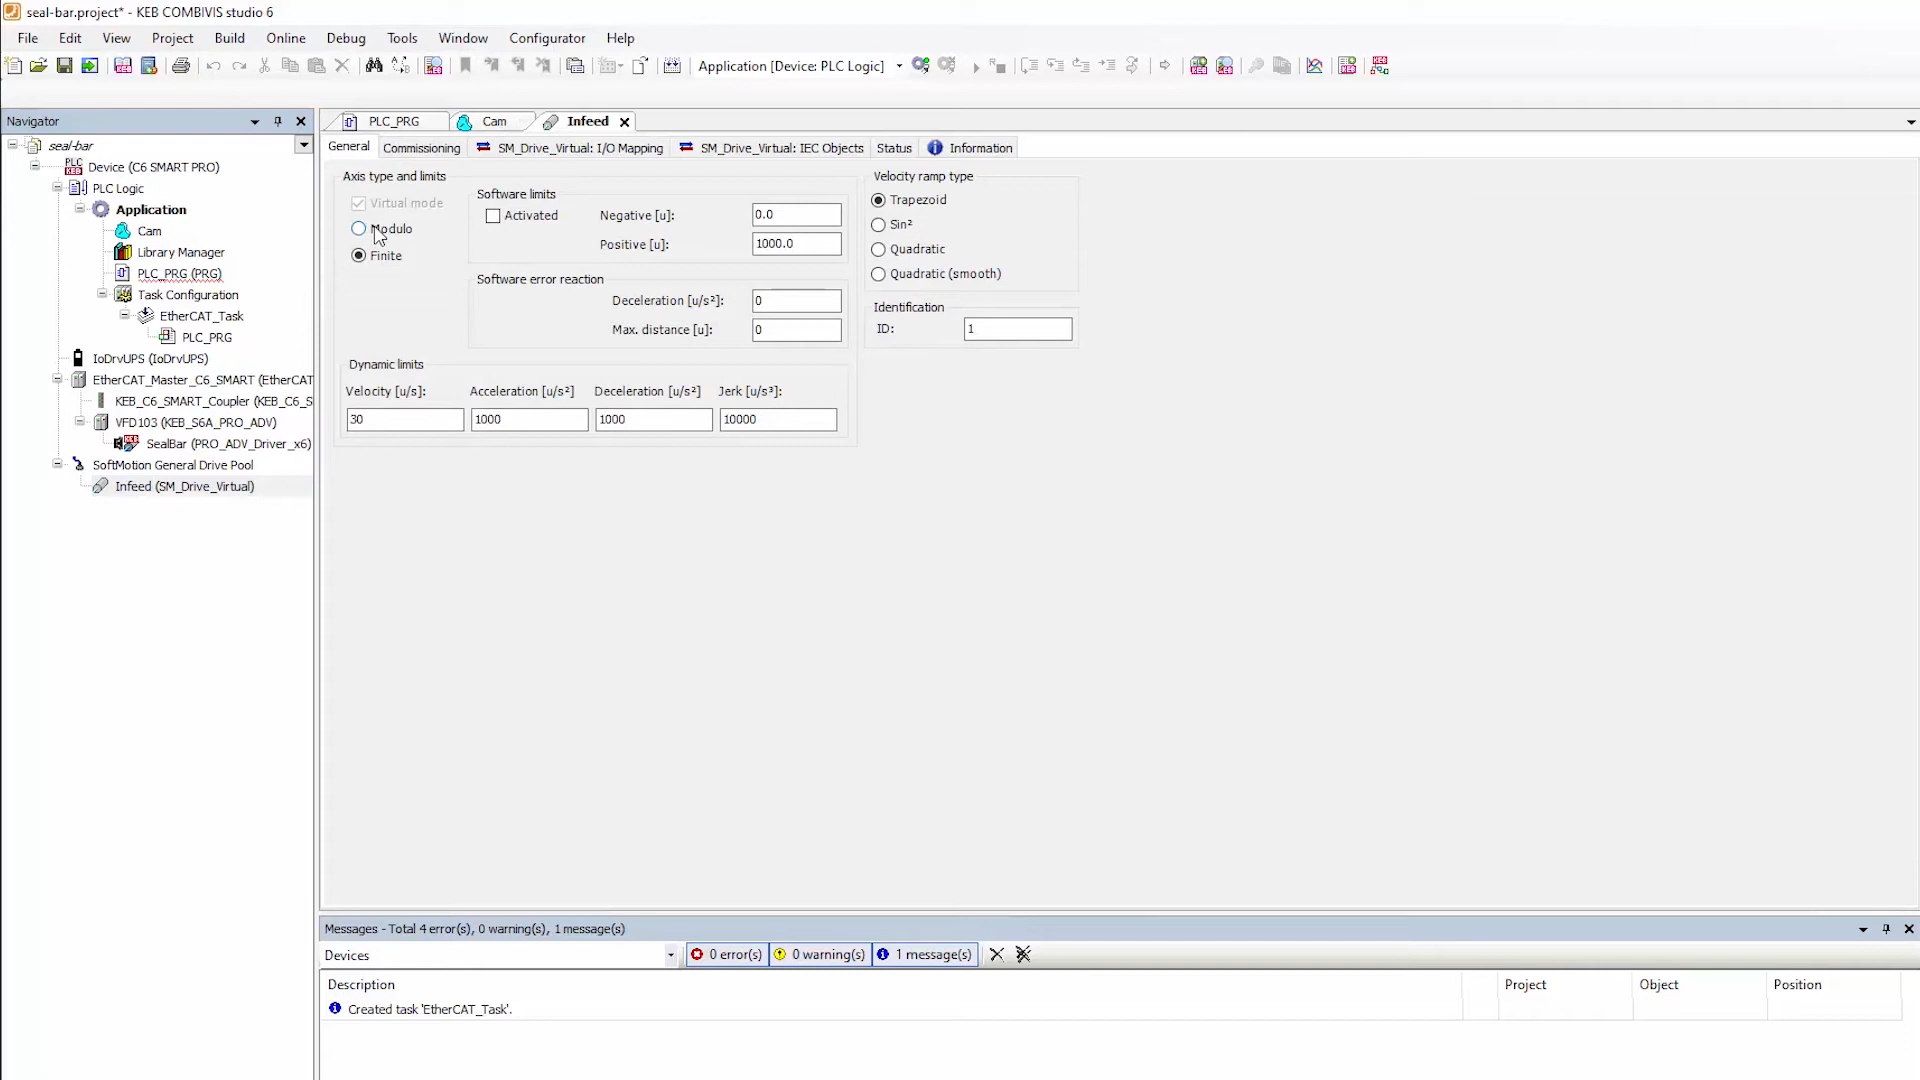 seal-bar.project* - KEB COMBIVIS studio 6
File Edit View Project Build Online Debug Tools Window Configurator Help
Application [Device: PLC Logic]
Navigator
seal-bar
Device (C6 SMART PRO)
PLC Logic
Application
Cam
Library Manager
PLC_PRG (PRG)
Task Configuration
EtherCAT_Task
PLC_PRG
IoDrvUPS (IoDrvUPS)
EtherCAT_Master_C6_SMART (EtherCAT
KEB_C6_SMART_Coupler (KEB_C6_S
VFD103 (KEB_S6A_PRO_ADV)
SealBar (PRO_ADV_Driver_x6)
SoftMotion General Drive Pool
Infeed (SM_Drive_Virtual)
PLC_PRG Cam Infeed
General Commissioning SM_Drive_Virtual: I/O Mapping SM_Drive_Virtual: IEC Objects Status Information
Axis type and limits
Virtual mode
Modulo
Finite
Software limits
Activated Negative [u]: 0.0
Positive [u]: 1000.0
Software error reaction
Deceleration [u/s²]: 0
Max. distance [u]: 0
Dynamic limits
Velocity [u/s]: Acceleration [u/s²] Deceleration [u/s²] Jerk [u/s³]:
30 1000 1000 10000
Velocity ramp type
Trapezoid
Sin²
Quadratic
Quadratic (smooth)
Identification
ID: 1
Messages - Total 4 error(s), 0 warning(s), 1 message(s)
Devices 0 error(s) 0 warning(s) 1 message(s)
Description Project Object Position
Created task 'EtherCAT_Task'.